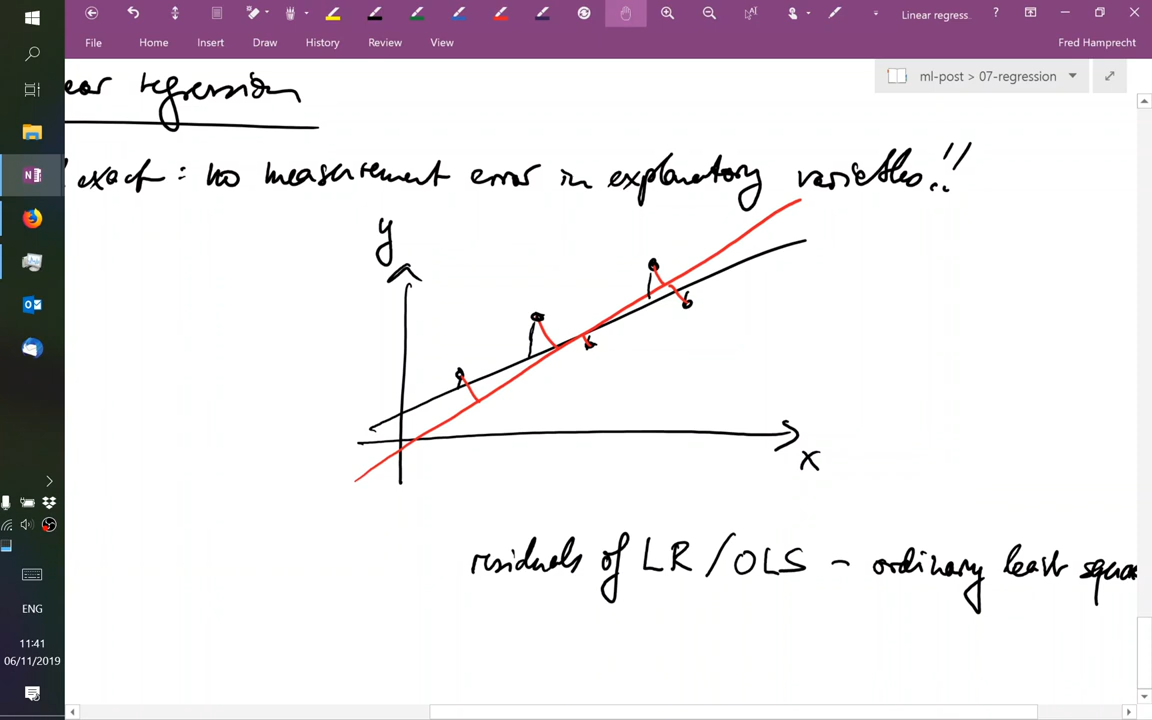 Linear regress.
?
File Home Insert Draw History Review View
Fred Hamprecht
ml-post > 07-regression
ear regression
exact : no measurement error in explanatory variables!!
y
x
residuals of LR / OLS – ordinary least squa
ENG
11:41
06/11/2019